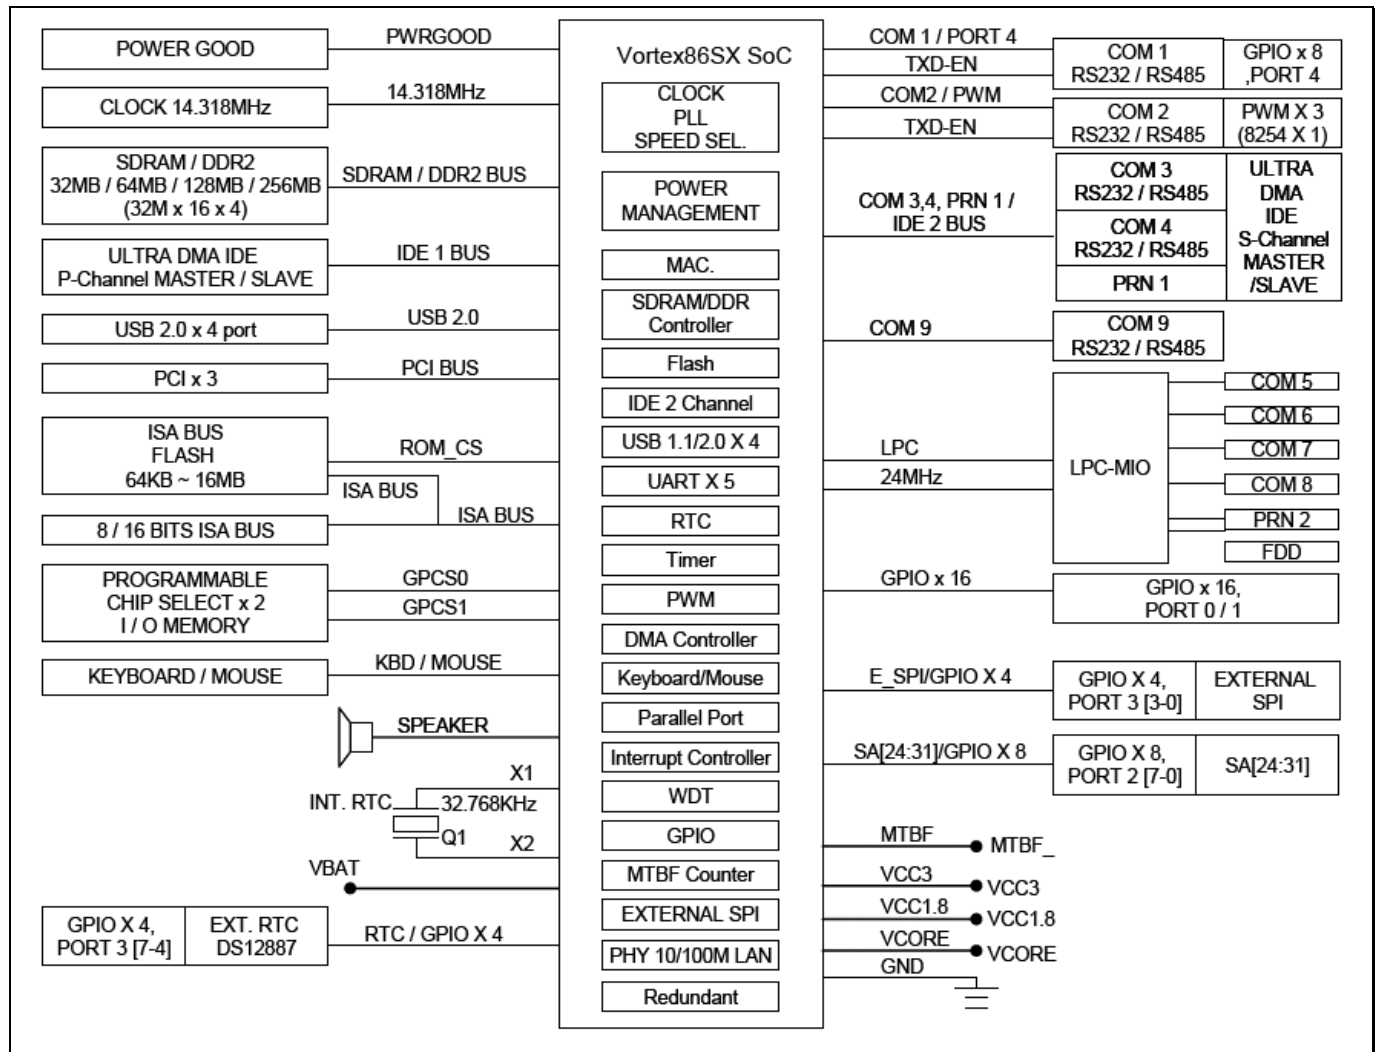 POWER GOOD
PWRGOOD
CLOCK 14.318MHz
14.318MHz
SDRAM / DDR2
32MB / 64MB / 128MB / 256MB
(32M x 16 x 4)
SDRAM / DDR2 BUS
ULTRA DMA IDE
P-Channel MASTER / SLAVE
IDE 1 BUS
USB 2.0 x 4 port
USB 2.0
PCI x 3
PCI BUS
ISA BUS
FLASH
64KB ~ 16MB
ROM_CS
ISA BUS
ISA BUS
8 / 16 BITS ISA BUS
PROGRAMMABLE
CHIP SELECT x 2
I / O MEMORY
GPCS0
GPCS1
KEYBOARD / MOUSE
KBD / MOUSE
SPEAKER
X1
INT. RTC
32.768KHz
Q1
X2
VBAT
GPIO X 4,
PORT 3 [7-4]
EXT. RTC
DS12887
RTC / GPIO X 4
Vortex86SX SoC
CLOCK
PLL
SPEED SEL.
POWER
MANAGEMENT
MAC.
SDRAM/DDR
Controller
Flash
IDE 2 Channel
USB 1.1/2.0 X 4
UART X 5
RTC
Timer
PWM
DMA Controller
Keyboard/Mouse
Parallel Port
Interrupt Controller
WDT
GPIO
MTBF Counter
EXTERNAL SPI
PHY 10/100M LAN
Redundant
COM 1 / PORT 4
TXD-EN
COM 1
RS232 / RS485
GPIO x 8
,PORT 4
COM2 / PWM
TXD-EN
COM 2
RS232 / RS485
PWM X 3
(8254 X 1)
COM 3,4, PRN 1 /
IDE 2 BUS
COM 3
RS232 / RS485
COM 4
RS232 / RS485
PRN 1
ULTRA
DMA
IDE
S-Channel
MASTER
/SLAVE
COM 9
COM 9
RS232 / RS485
LPC
24MHz
LPC-MIO
COM 5
COM 6
COM 7
COM 8
PRN 2
FDD
GPIO x 16
GPIO x 16,
PORT 0 / 1
E_SPI/GPIO X 4
GPIO X 4,
PORT 3 [3-0]
EXTERNAL
SPI
SA[24:31]/GPIO X 8
GPIO X 8,
PORT 2 [7-0]
SA[24:31]
MTBF
MTBF_
VCC3
VCC3
VCC1.8
VCC1.8
VCORE
VCORE
GND